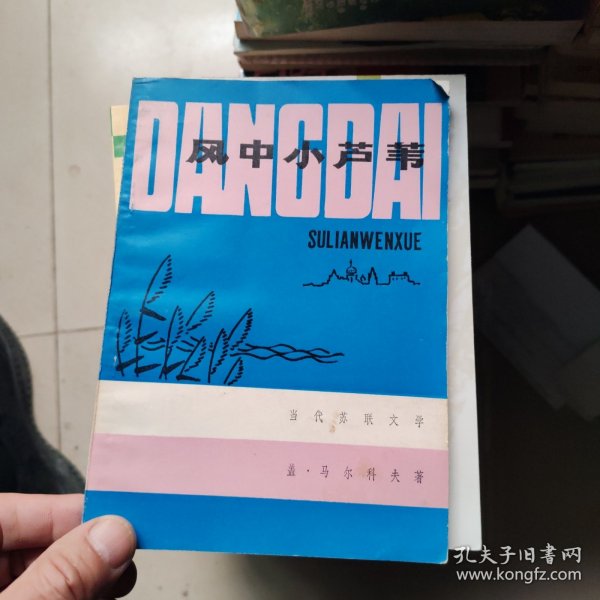 DANGDAI
风中小芦苇
SULIANWENXUE
当代苏联文学
盖·马尔科夫著
孔夫子旧书网
www.kongfz.com